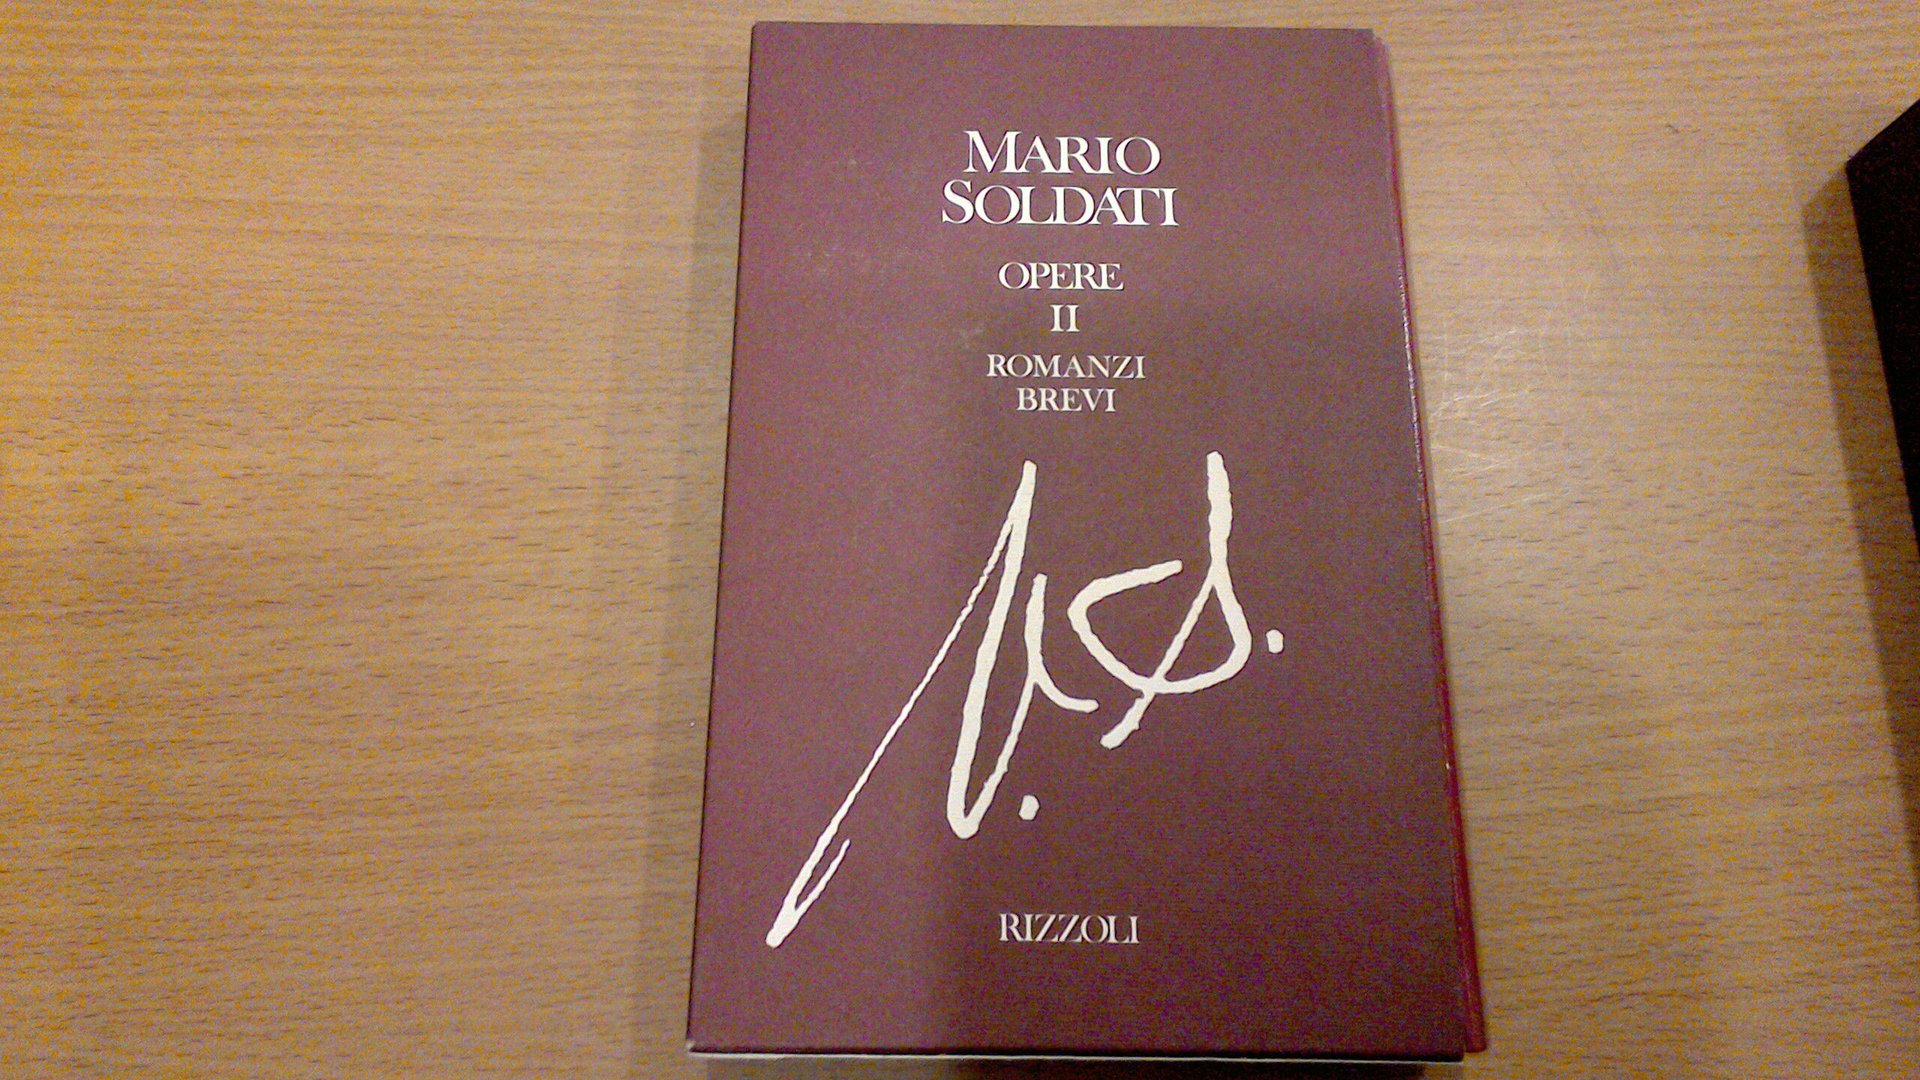 MARIO
SOLDATI
OPERE
II
ROMANZI
BREVI
M.S.
RIZZOLI